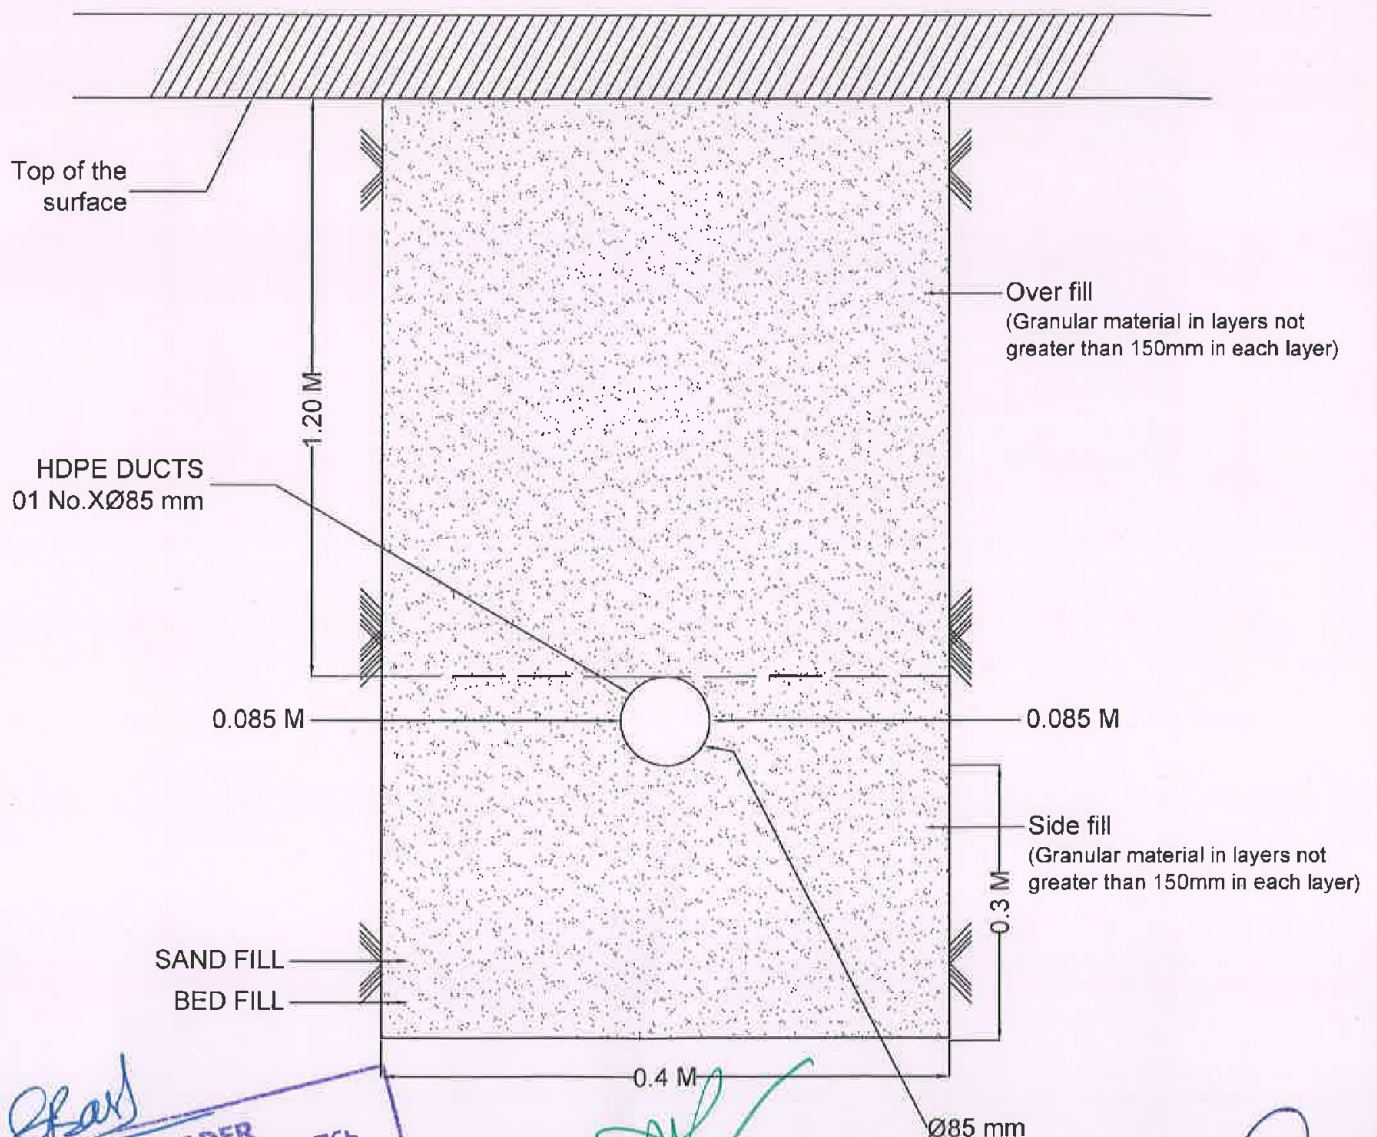 Top of the
surface
Over fill
(Granular material in layers not
greater than 150mm in each layer)
1.20 M
HDPE DUCTS
01 No.XØ85 mm
0.085 M
0.085 M
Side fill
(Granular material in layers not
greater than 150mm in each layer)
0.3 M
SAND FILL
BED FILL
0.4 M
Ø85 mm